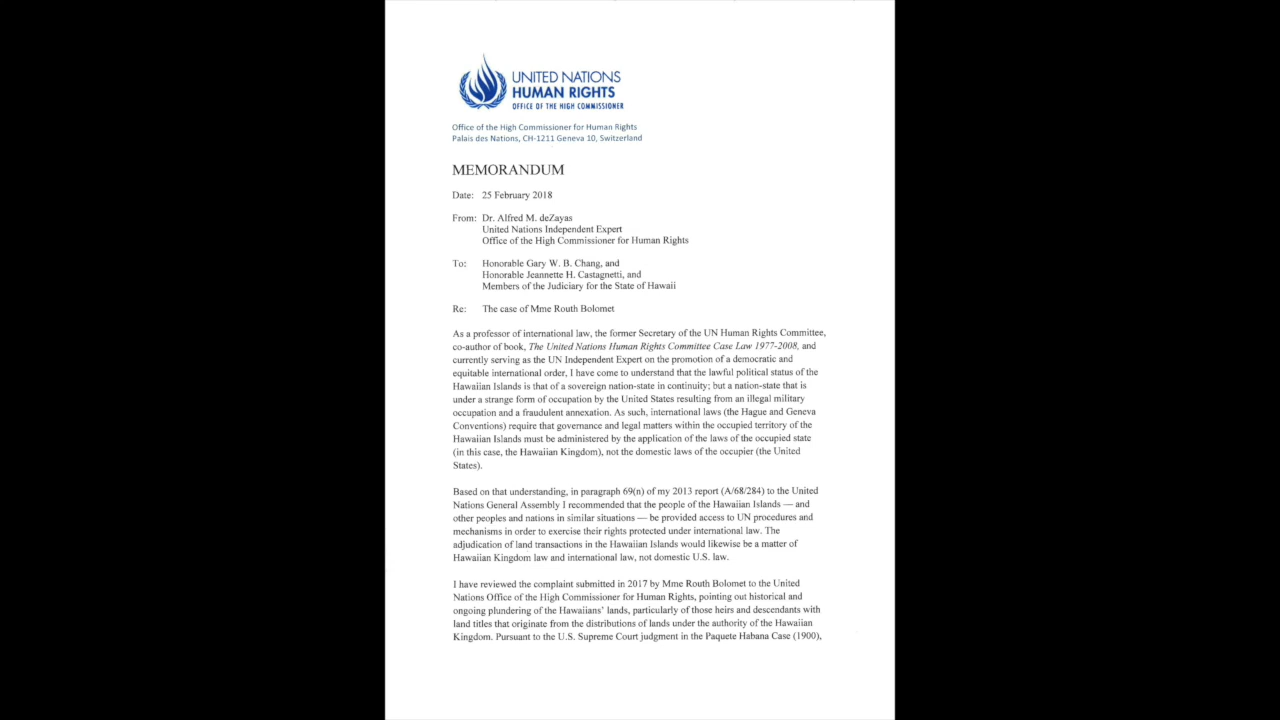 UNITED NATIONS
HUMAN RIGHTS
OFFICE OF THE HIGH COMMISSIONER
Office of the High Commissioner for Human Rights
Palais des Nations, CH-1211 Geneva 10, Switzerland
MEMORANDUM
Date: 25 February 2018
From: Dr. Alfred M. deZayas
United Nations Independent Expert
Office of the High Commissioner for Human Rights
To: Honorable Gary W. B. Chang, and
Honorable Jeannette H. Castagnetti, and
Members of the Judiciary for the State of Hawaii
Re: The case of Mme Routh Bolomet
As a professor of international law, the former Secretary of the UN Human Rights Committee,
co-author of book, The United Nations Human Rights Committee Case Law 1977-2008, and
currently serving as the UN Independent Expert on the promotion of a democratic and
equitable international order, I have come to understand that the lawful political status of the
Hawaiian Islands is that of a sovereign nation-state in continuity; but a nation-state that is
under a strange form of occupation by the United States resulting from an illegal military
occupation and a fraudulent annexation. As such, international laws (the Hague and Geneva
Conventions) require that governance and legal matters within the occupied territory of the
Hawaiian Islands must be administered by the application of the laws of the occupied state
(in this case, the Hawaiian Kingdom), not the domestic laws of the occupier (the United
States).
Based on that understanding, in paragraph 69(n) of my 2013 report (A/68/284) to the United
Nations General Assembly I recommended that the people of the Hawaiian Islands — and
other peoples and nations in similar situations — be provided access to UN procedures and
mechanisms in order to exercise their rights protected under international law. The
adjudication of land transactions in the Hawaiian Islands would likewise be a matter of
Hawaiian Kingdom law and international law, not domestic U.S. law.
I have reviewed the complaint submitted in 2017 by Mme Routh Bolomet to the United
Nations Office of the High Commissioner for Human Rights, pointing out historical and
ongoing plundering of the Hawaiians' lands, particularly of those heirs and descendants with
land titles that originate from the distributions of lands under the authority of the Hawaiian
Kingdom. Pursuant to the U.S. Supreme Court judgment in the Paquete Habana Case (1900),